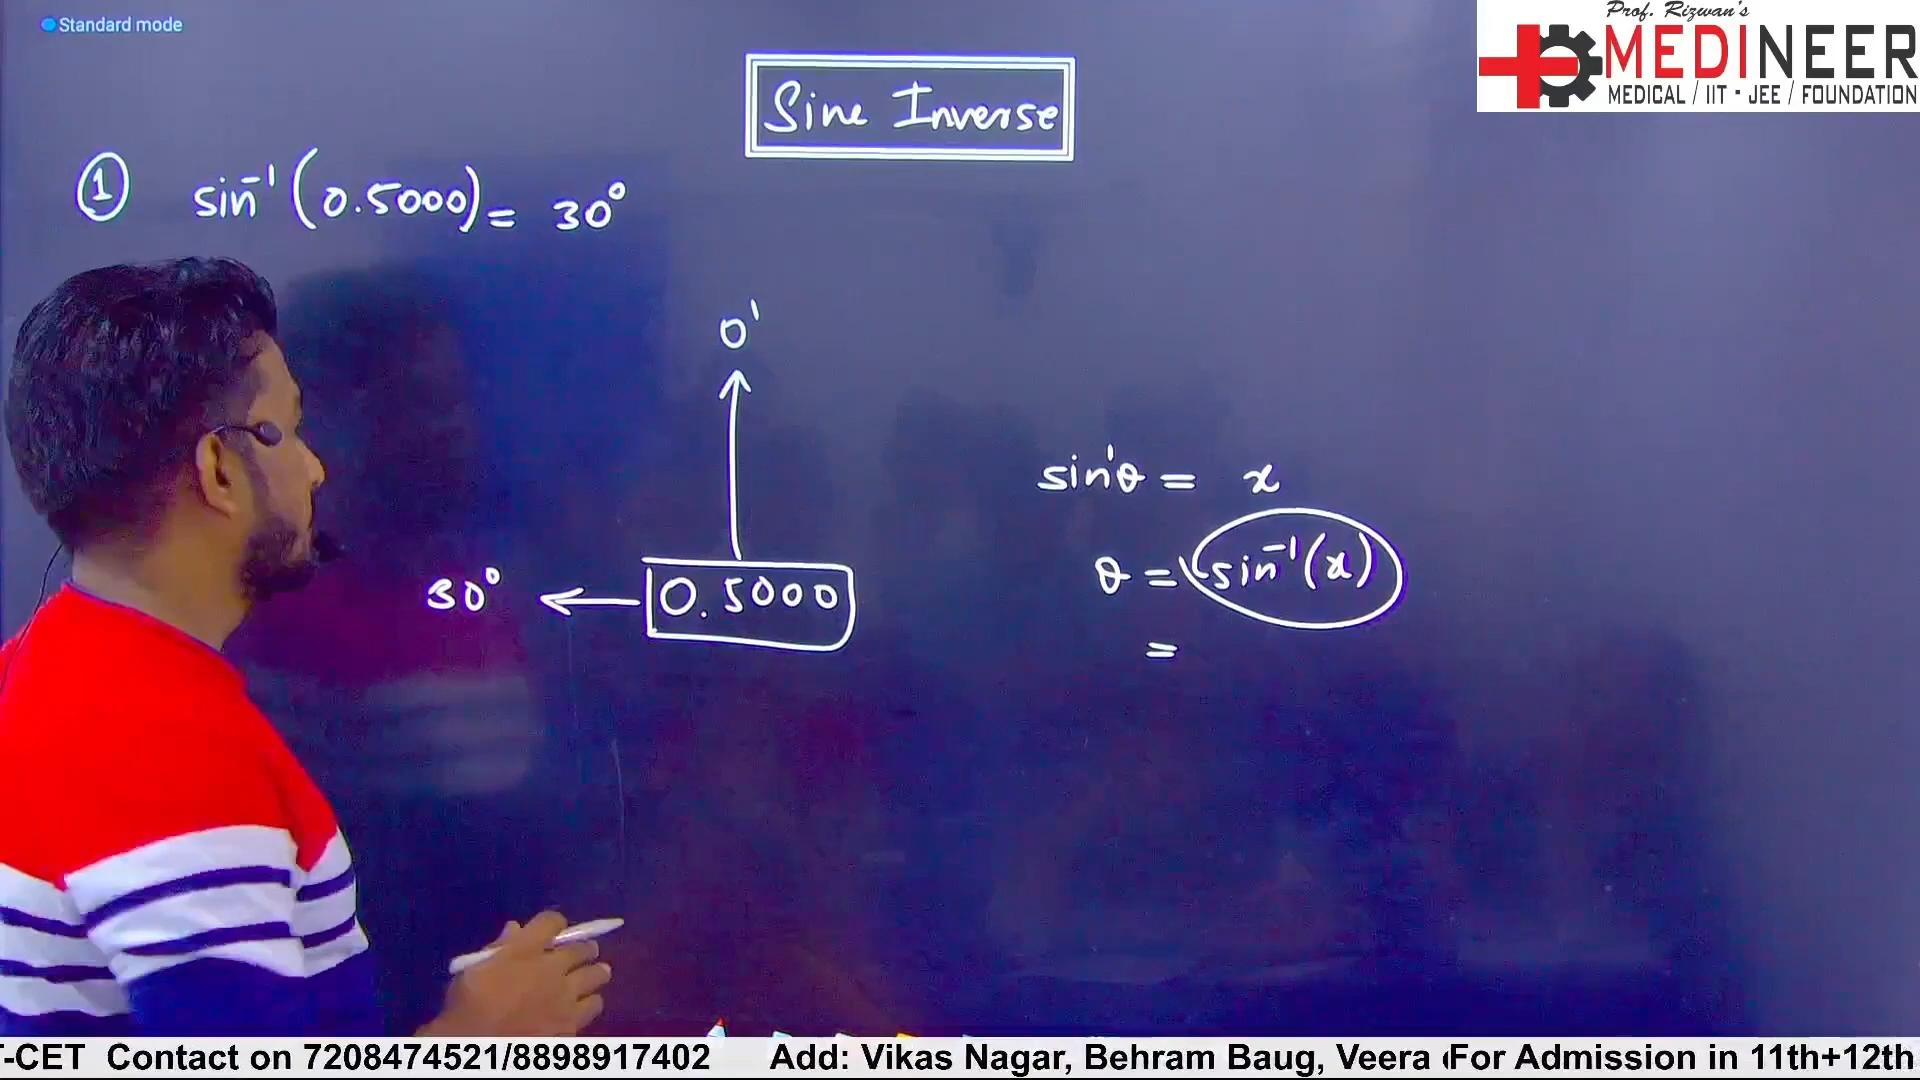 Standard mode
Prof. Rizwan's
MEDINEER
MEDICAL / IIT - JEE / FOUNDATION
Sine Inverse
① sin⁻¹(0.5000) = 30°
0'
30° ← 0.5000
sin'θ = x
θ = sin⁻¹(x)
=
T-CET Contact on 7208474521/8898917402 Add: Vikas Nagar, Behram Baug, Veera For Admission in 11th+12th